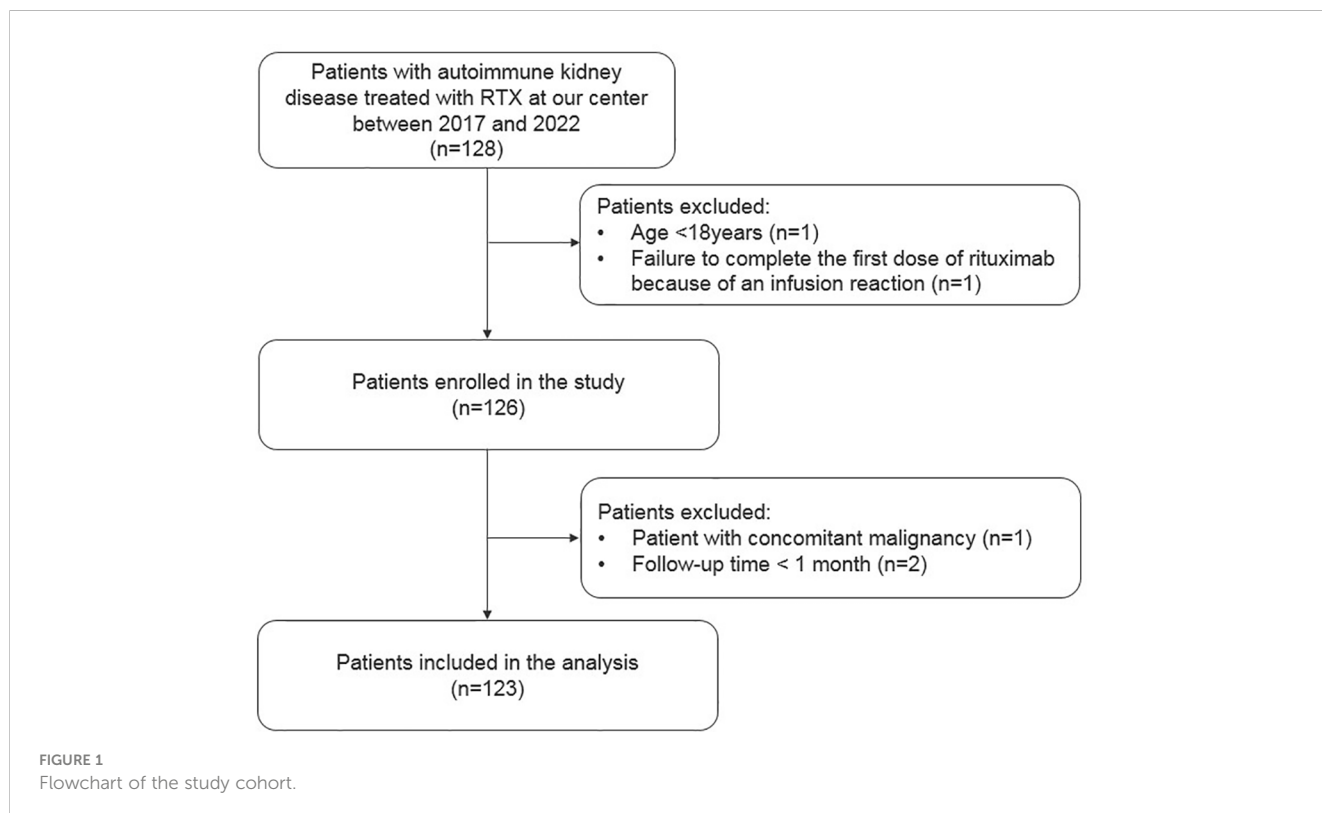 Patients with autoimmune kidney
disease treated with RTX at our center
between 2017 and 2022
(n=128)
Patients excluded:
• Age <18years (n=1)
• Failure to complete the first dose of rituximab
because of an infusion reaction (n=1)
Patients enrolled in the study
(n=126)
Patients excluded:
• Patient with concomitant malignancy (n=1)
• Follow-up time < 1 month (n=2)
Patients included in the analysis
(n=123)
FIGURE 1
Flowchart of the study cohort.